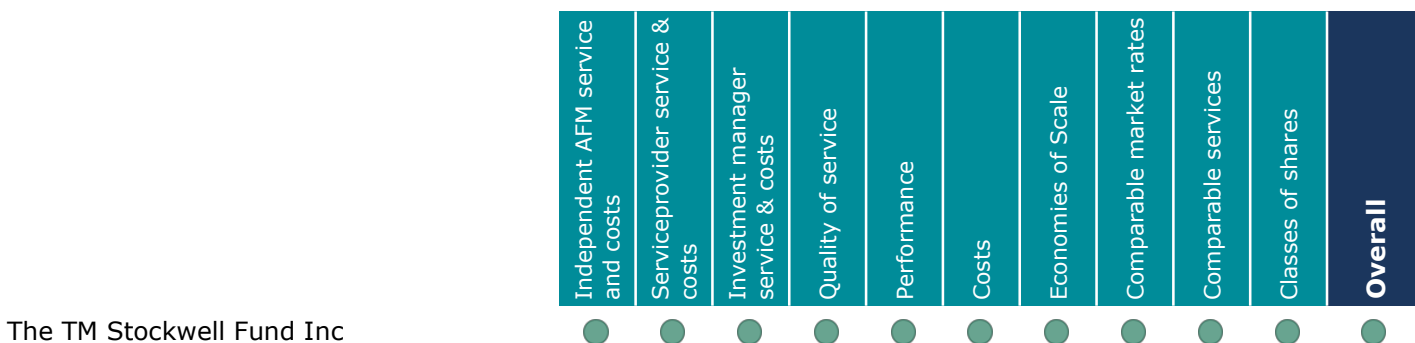 Independent AFM service
and costs
Serviceprovider service &
costs
Investment manager
service & costs
Quality of service
Performance
Costs
Economies of Scale
Comparable market rates
Comparable services
Classes of shares
Overall
The TM Stockwell Fund Inc